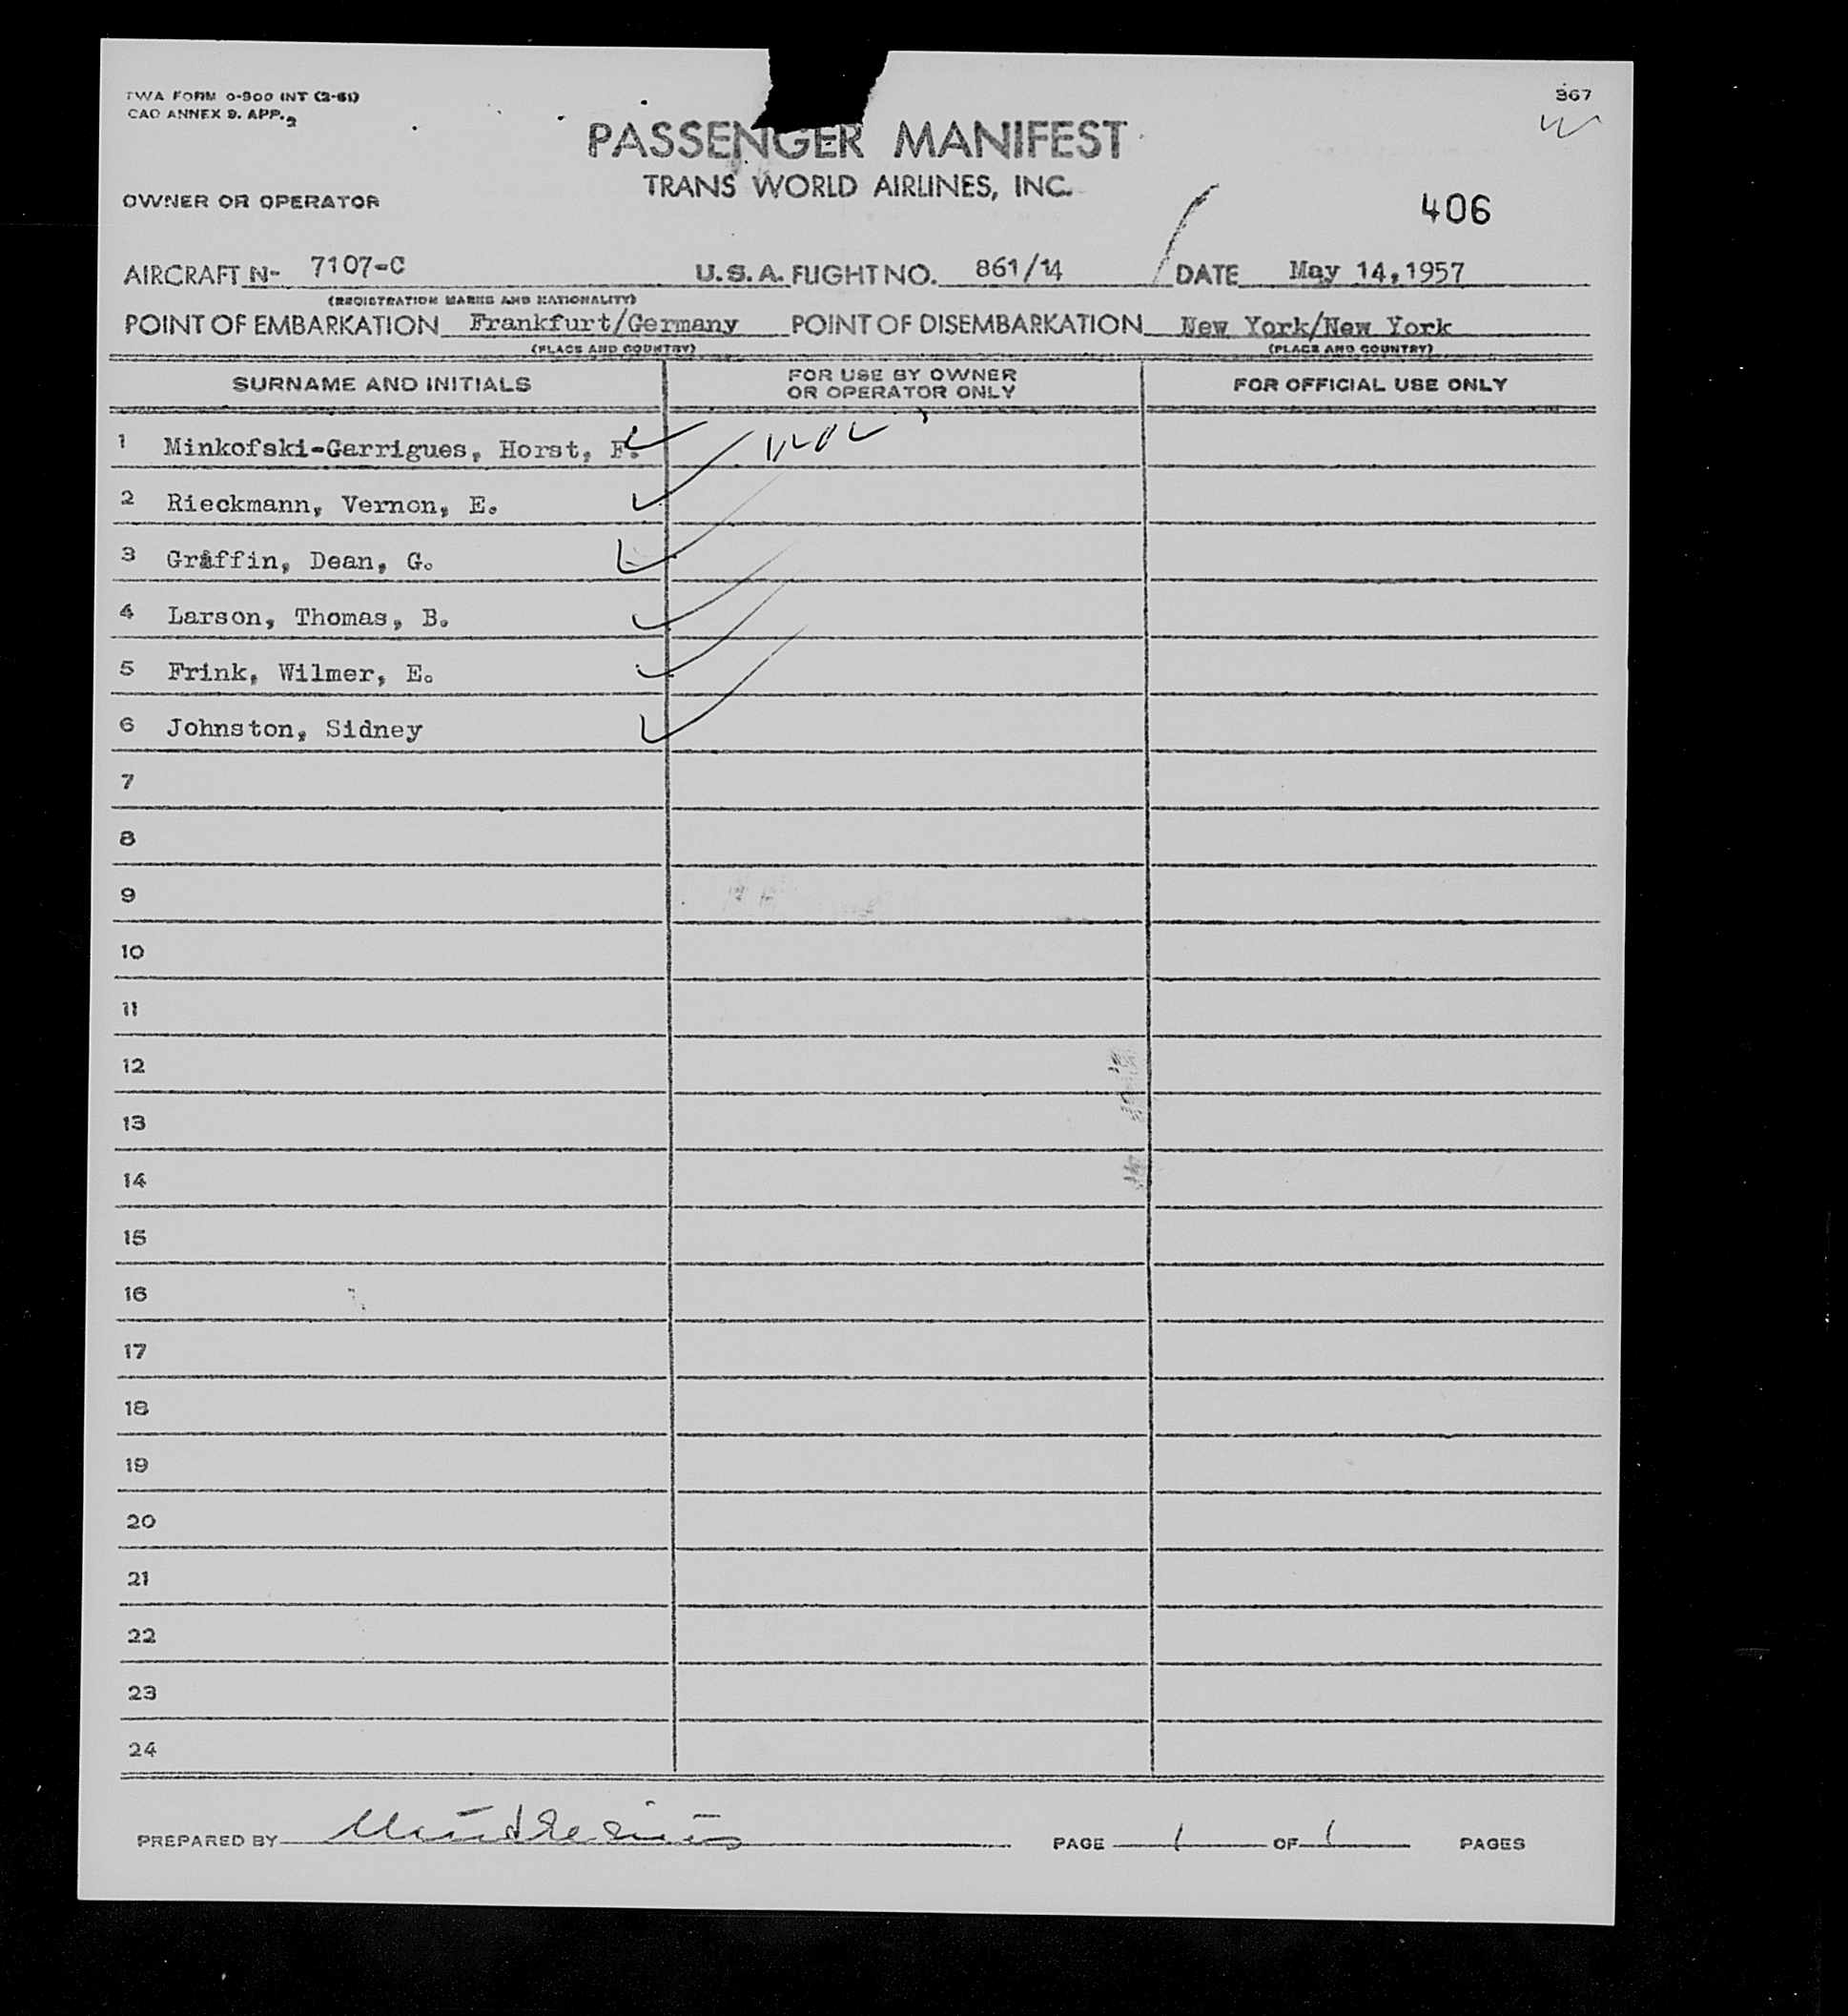 TWA FORM 0-900 INT (2-61)
367
CAO ANNEX 9. APP. 2
PASSENGER MANIFEST
TRANS WORLD AIRLINES, INC.
OWNER OR OPERATOR
406
AIRCRAFT N- 7107-C U.S.A. FLIGHT NO. 861/14 DATE May 14,1957
(REGISTRATION MARKS AND NATIONALITY)
POINT OF EMBARKATION Frankfurt/Germany POINT OF DISEMBARKATION New York/New York
(PLACE AND COUNTRY) (PLACE AND COUNTRY)
SURNAME AND INITIALS FOR USE BY OWNER OR OPERATOR ONLY FOR OFFICIAL USE ONLY
1 Minkofski-Garrigues, Horst, F.
2 Rieckmann, Vernon, E.
3 Griffin, Dean, G.
4 Larson, Thomas, B.
5 Frink, Wilmer, E.
6 Johnston, Sidney
7
8
9
10
11
12
13
14
15
16
17
18
19
20
21
22
23
24
PREPARED BY PAGE 1 OF 1 PAGES